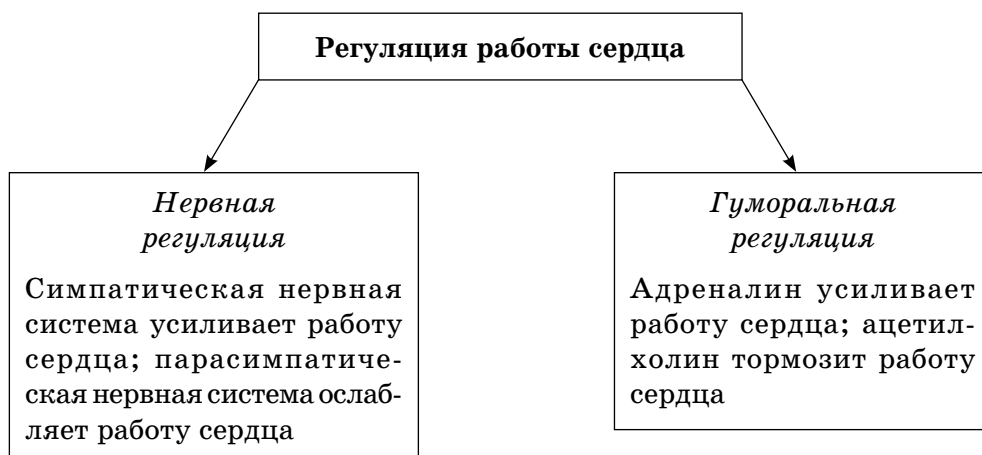 Регуляция работы сердца
Нервная
регуляция
Симпатическая нервная
система усиливает работу
сердца; парасимпатиче-
ская нервная система ослаб-
ляет работу сердца
Гуморальная
регуляция
Адреналин усиливает
работу сердца; ацетил-
холин тормозит работу
сердца